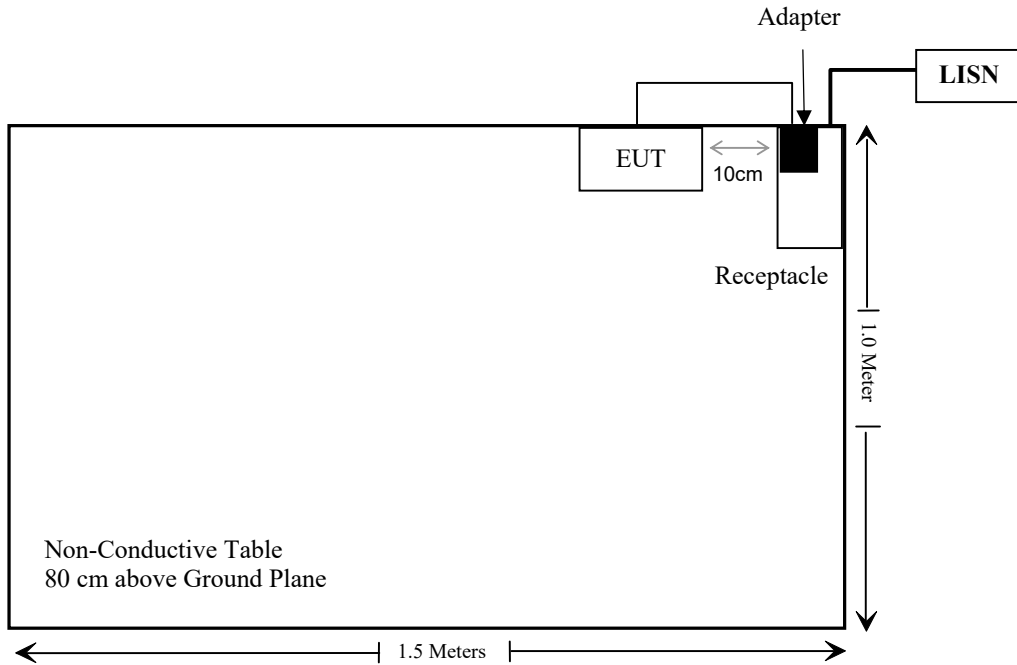 Adapter
LISN
EUT
10cm
Receptacle
1.0 Meter
Non-Conductive Table
80 cm above Ground Plane
1.5 Meters